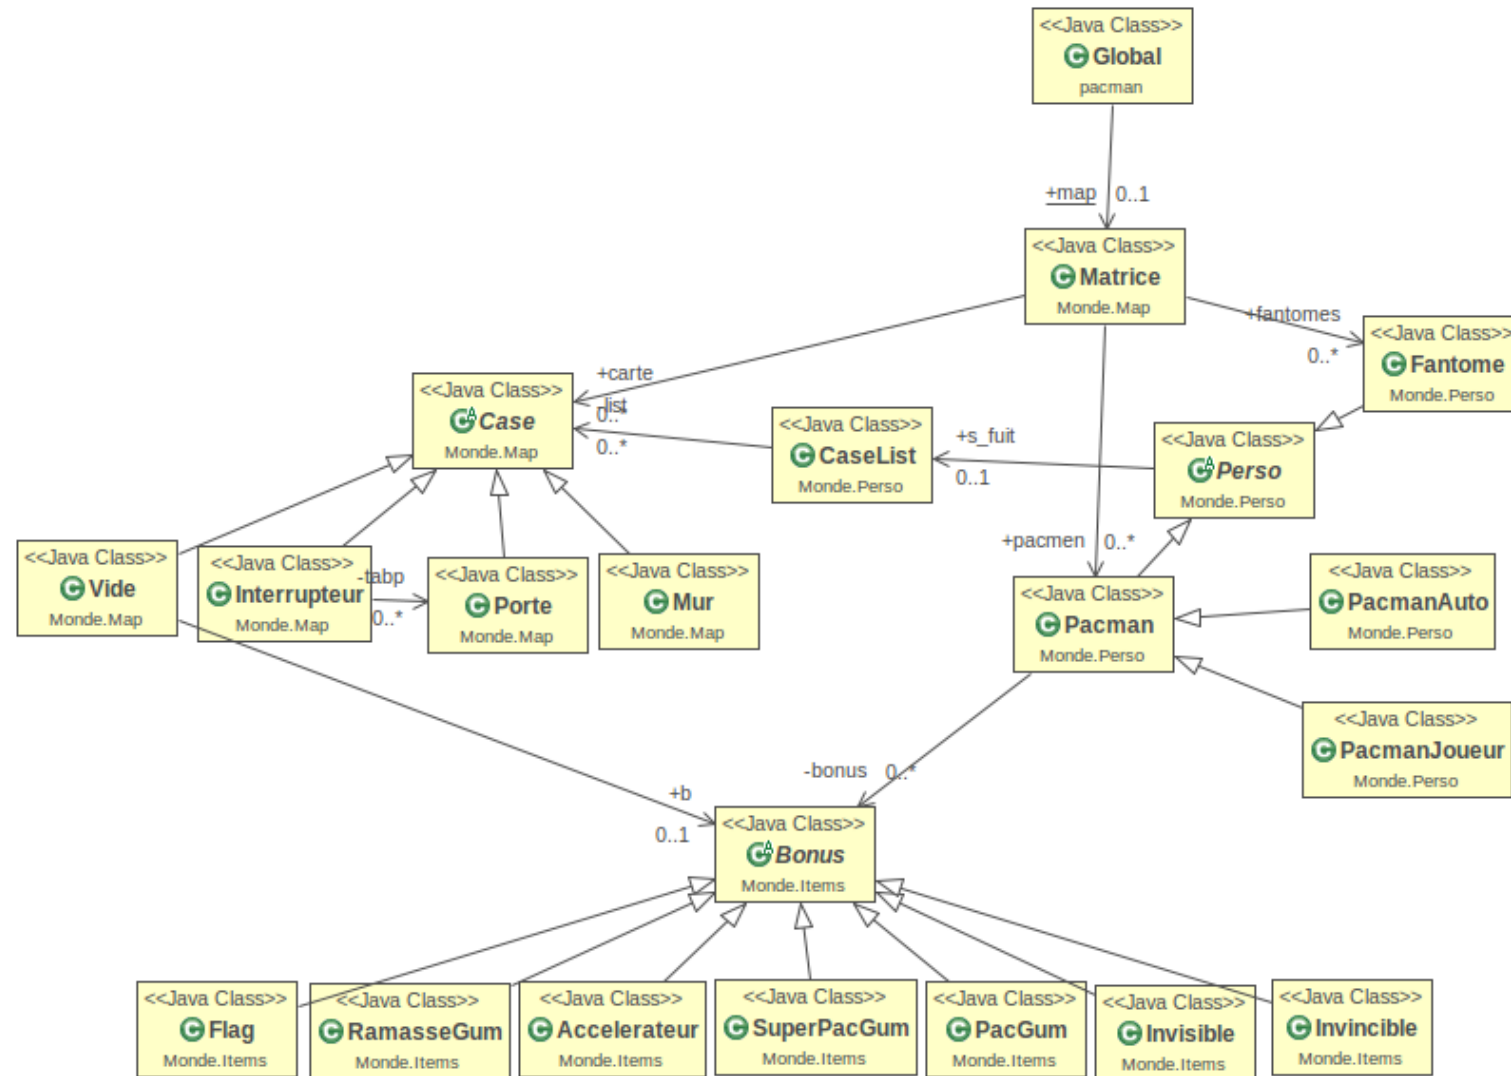 <<Java Class>>
Global
pacman
+map 0..1
<<Java Class>>
Matrice
Monde.Map
+fantomes
0..*
<<Java Class>>
Fantome
Monde.Perso
+carte
0..*
<<Java Class>>
Case
Monde.Map
-list
0..*
<<Java Class>>
CaseList
Monde.Perso
+s_fuit
0..1
<<Java Class>>
Perso
Monde.Perso
+pacmen 0..*
<<Java Class>>
Vide
Monde.Map
<<Java Class>>
Interrupteur
Monde.Map
-tabp
0..*
<<Java Class>>
Porte
Monde.Map
<<Java Class>>
Mur
Monde.Map
<<Java Class>>
Pacman
Monde.Perso
<<Java Class>>
PacmanAuto
Monde.Perso
<<Java Class>>
PacmanJoueur
Monde.Perso
-bonus 0..*
+b
0..1
<<Java Class>>
Bonus
Monde.Items
<<Java Class>>
Flag
Monde.Items
<<Java Class>>
RamasseGum
Monde.Items
<<Java Class>>
Accelerateur
Monde.Items
<<Java Class>>
SuperPacGum
Monde.Items
<<Java Class>>
PacGum
Monde.Items
<<Java Class>>
Invisible
Monde.Items
<<Java Class>>
Invincible
Monde.Items